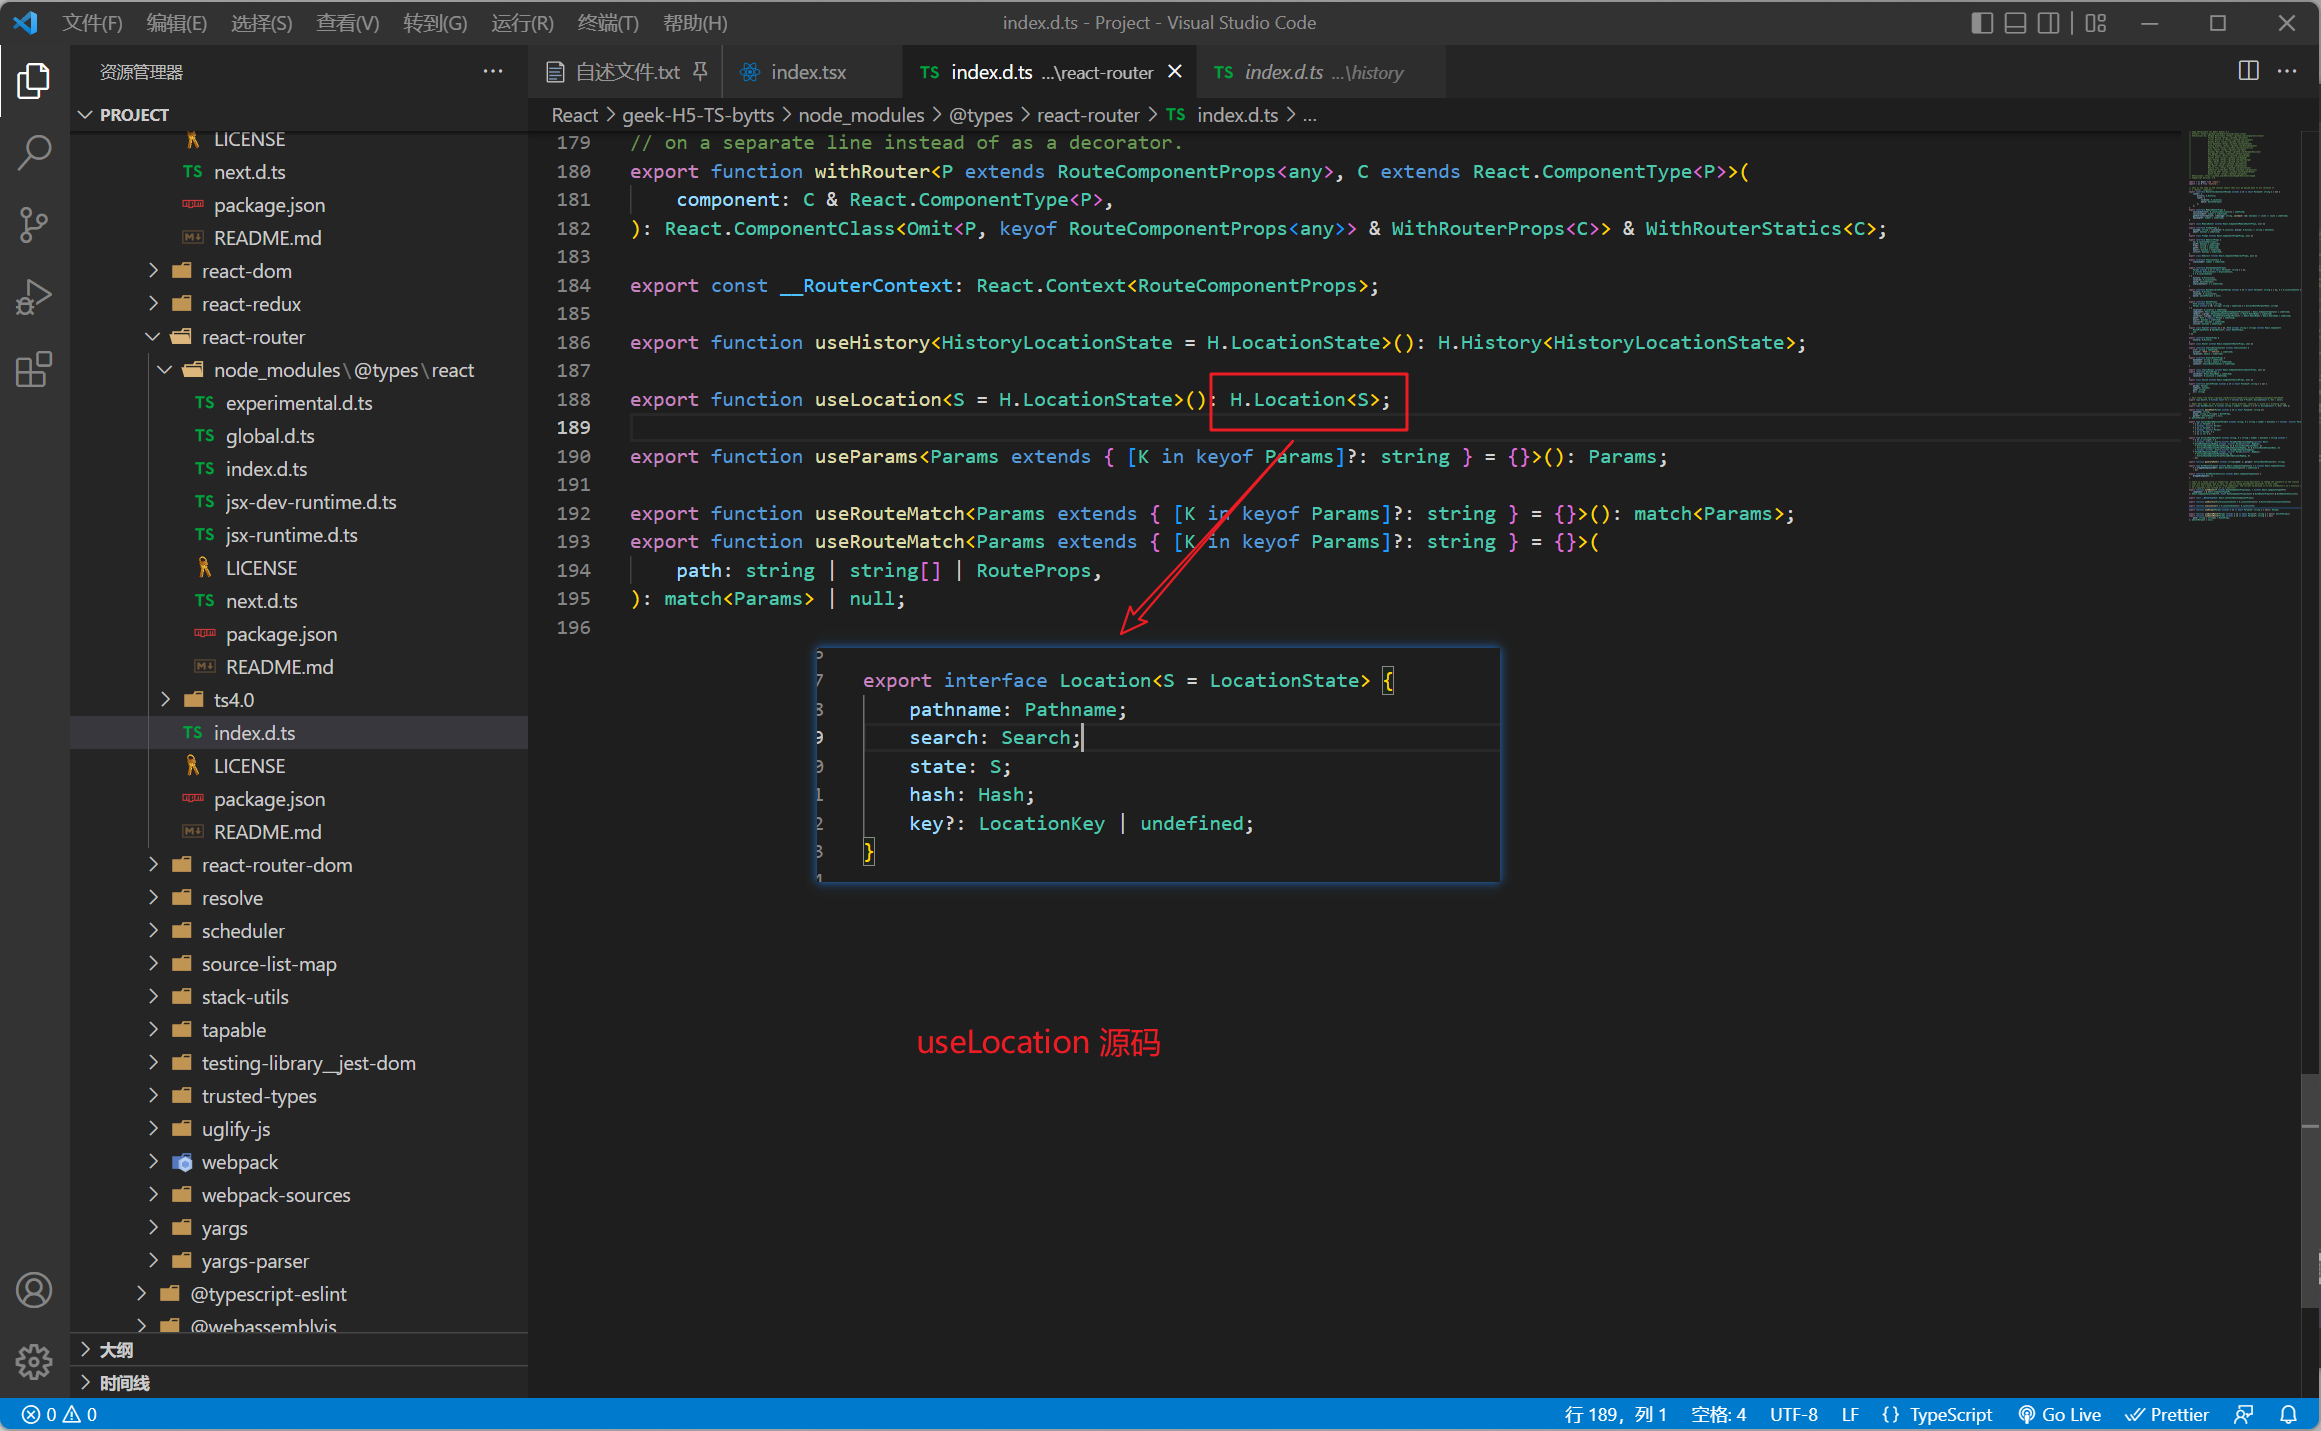 文件(F) 编辑(E) 选择(S) 查看(V) 转到(G) 运行(R) 终端(T) 帮助(H) index.d.ts - Project - Visual Studio Code
资源管理器
PROJECT
LICENSE
next.d.ts
package.json
README.md
react-dom
react-redux
react-router
node_modules\@types\react
experimental.d.ts
global.d.ts
index.d.ts
jsx-dev-runtime.d.ts
jsx-runtime.d.ts
LICENSE
next.d.ts
package.json
README.md
ts4.0
index.d.ts
LICENSE
package.json
README.md
react-router-dom
resolve
scheduler
source-list-map
stack-utils
tapable
testing-library__jest-dom
trusted-types
uglify-js
webpack
webpack-sources
yargs
yargs-parser
@typescript-eslint
@webassemblyjs
大纲
时间线
自述文件.txt index.tsx TS index.d.ts ...\react-router TS index.d.ts ...\history
React > geek-H5-TS-bytts > node_modules > @types > react-router > TS index.d.ts > ...
179 // on a separate line instead of as a decorator.
180 export function withRouter<P extends RouteComponentProps<any>, C extends React.ComponentType<P>>(
181 component: C & React.ComponentType<P>,
182 ): React.ComponentClass<Omit<P, keyof RouteComponentProps<any>> & WithRouterProps<C>> & WithRouterStatics<C>;
183
184 export const __RouterContext: React.Context<RouteComponentProps>;
185
186 export function useHistory<HistoryLocationState = H.LocationState>(): H.History<HistoryLocationState>;
187
188 export function useLocation<S = H.LocationState>(): H.Location<S>;
189
190 export function useParams<Params extends { [K in keyof Params]?: string } = {}>(): Params;
191
192 export function useRouteMatch<Params extends { [K in keyof Params]?: string } = {}>(): match<Params>;
193 export function useRouteMatch<Params extends { [K in keyof Params]?: string } = {}>(
194 path: string | string[] | RouteProps,
195 ): match<Params> | null;
196
export interface Location<S = LocationState> {
pathname: Pathname;
search: Search;
state: S;
hash: Hash;
key?: LocationKey | undefined;
}
useLocation 源码
0 0 行 189，列 1 空格: 4 UTF-8 LF {} TypeScript Go Live Prettier